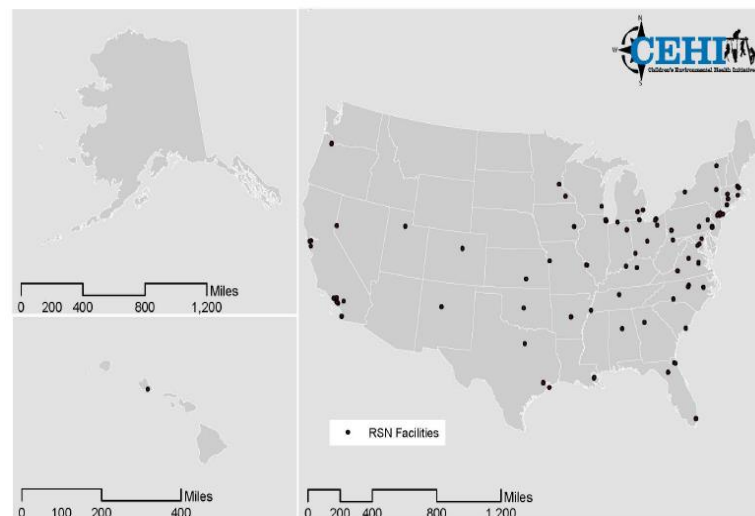 N
W
CEHI
Children's Environmental Health Initiative
S
Miles
0 200 400 800 1,200
Miles
0 100 200 400
RSN Facilities
Miles
0 200 400 800 1,200